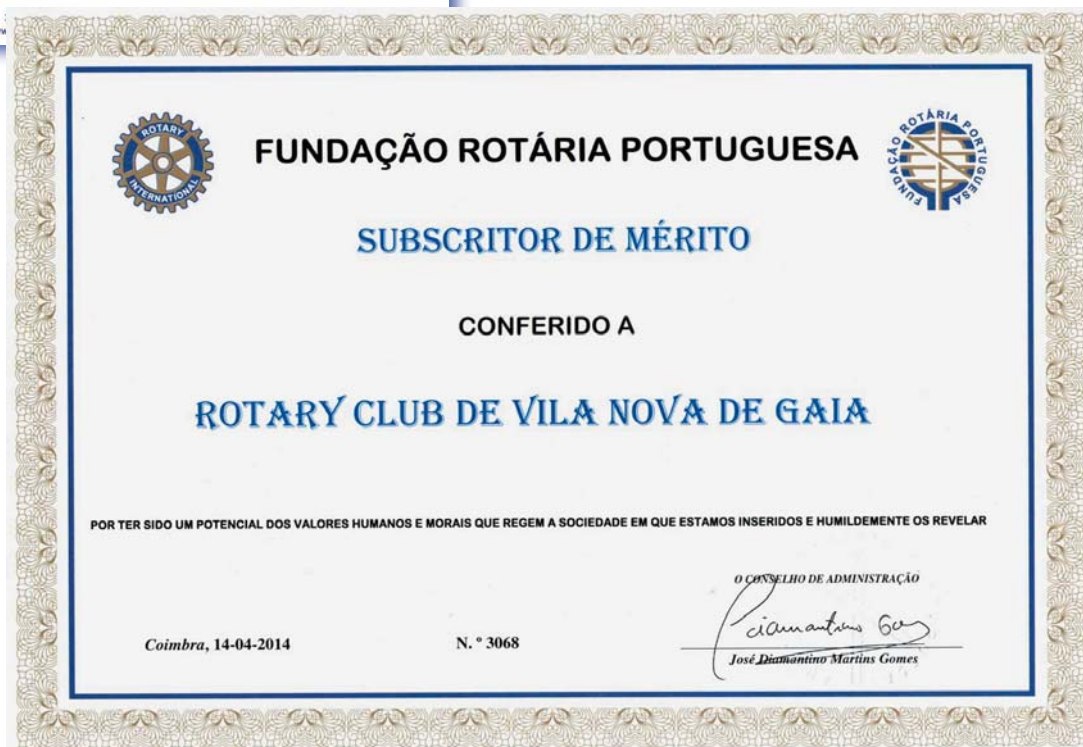 ROTARY
INTERNATIONAL
FUNDAÇÃO ROTÁRIA PORTUGUESA
FUNDAÇÃO ROTÁRIA PORTUGUESA
SUBSCRITOR DE MÉRITO
CONFERIDO A
ROTARY CLUB DE VILA NOVA DE GAIA
POR TER SIDO UM POTENCIAL DOS VALORES HUMANOS E MORAIS QUE REGEM A SOCIEDADE EM QUE ESTAMOS INSERIDOS E HUMILDEMENTE OS REVELAR
O CONSELHO DE ADMINISTRAÇÃO
Coimbra, 14-04-2014
N. º 3068
José Diamantino Martins Gomes